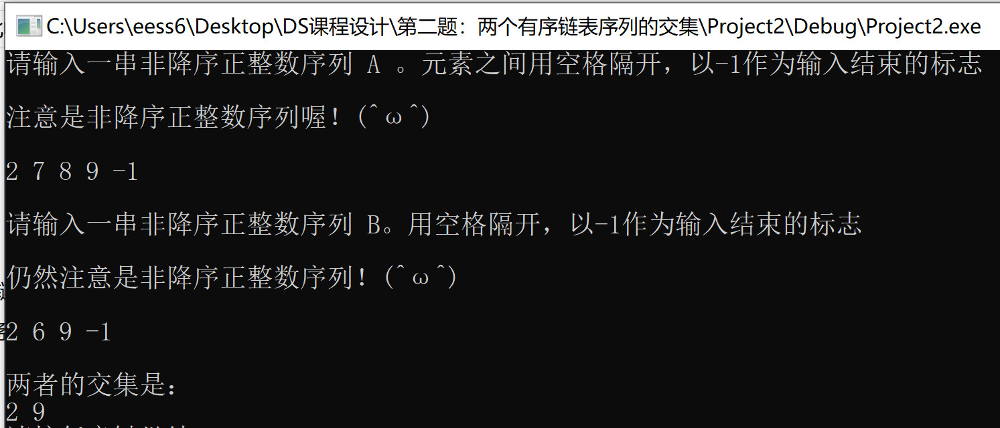 C:\Users\eess6\Desktop\DS课程设计\第二题：两个有序链表序列的交集\Project2\Debug\Project2.exe
请输入一串非降序正整数序列 A 。元素之间用空格隔开，以-1作为输入结束的标志
注意是非降序正整数序列喔！(^ω^)
2 7 8 9 -1
请输入一串非降序正整数序列 B。用空格隔开，以-1作为输入结束的标志
仍然注意是非降序正整数序列！(^ω^)
2 6 9 -1
两者的交集是：
2 9